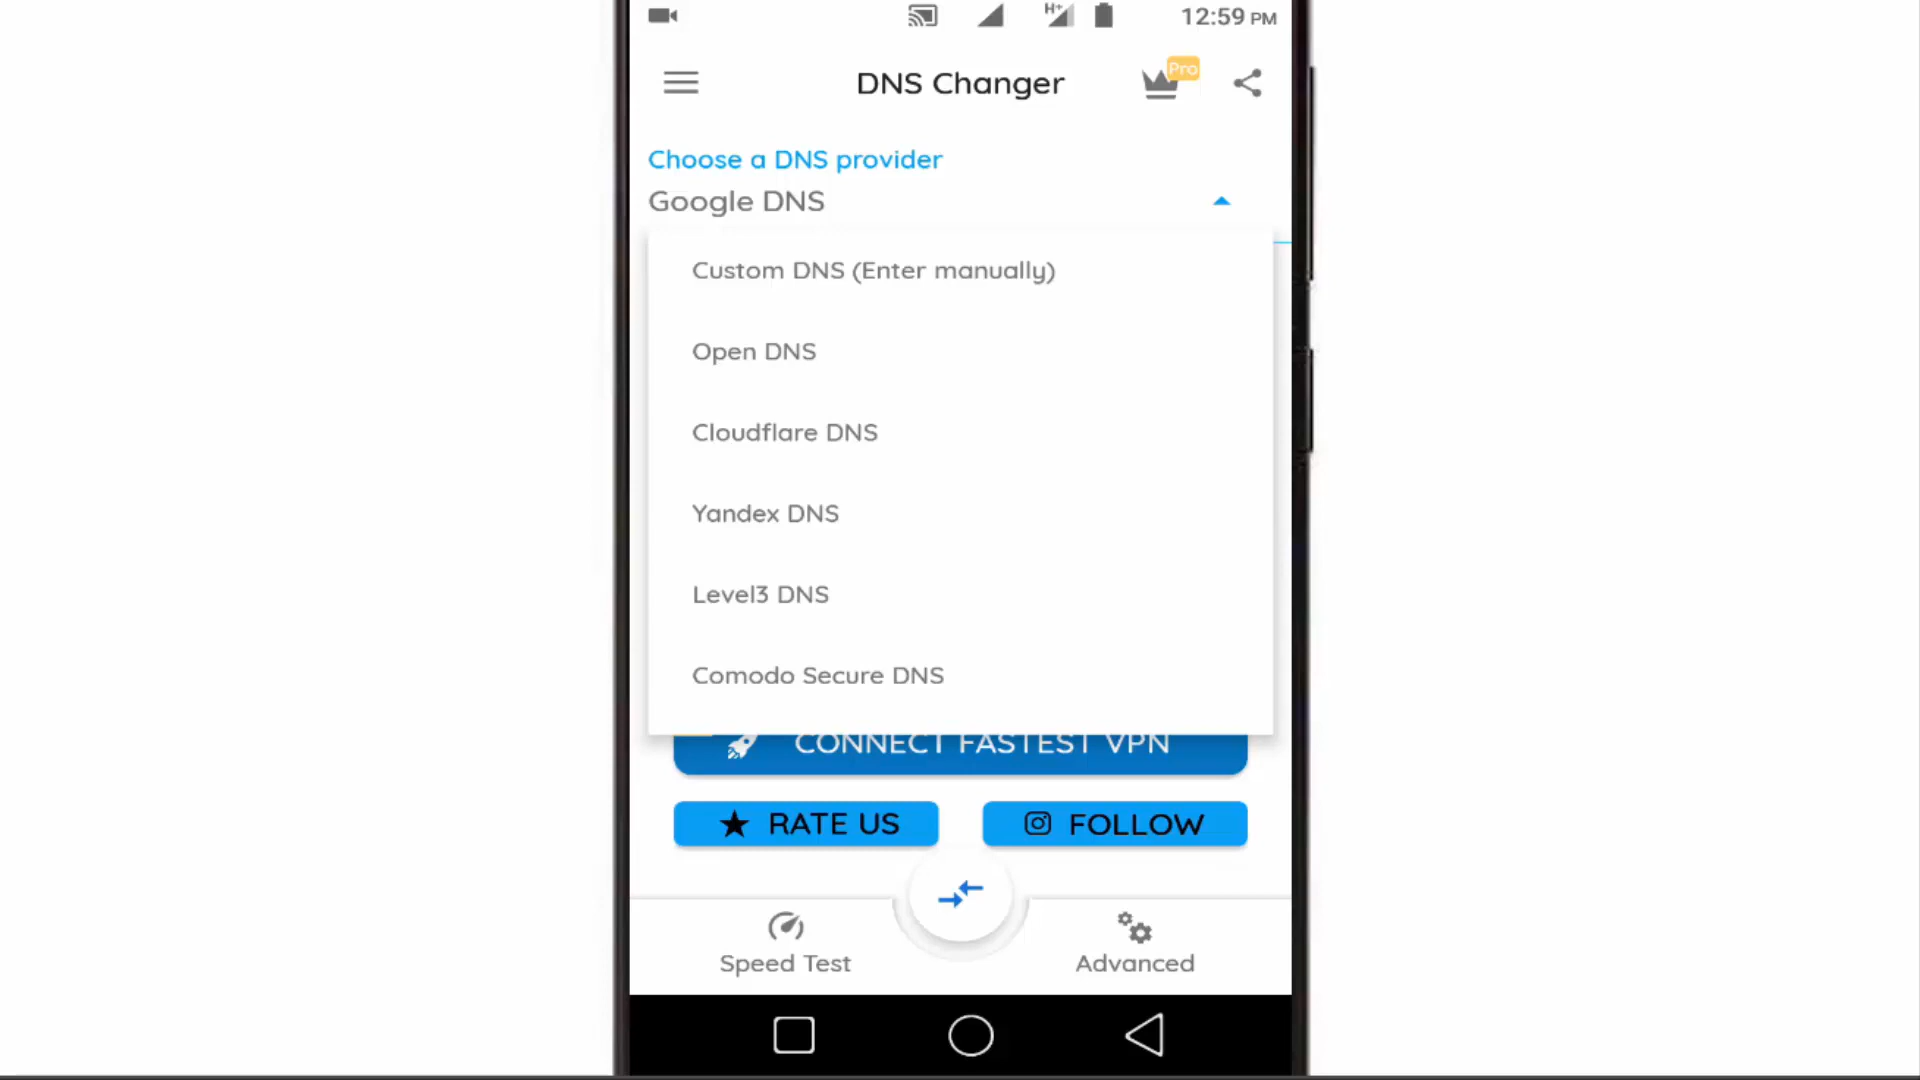 H+
12:59 PM
DNS Changer
Pro
Choose a DNS provider
Google DNS
Custom DNS (Enter manually)
Open DNS
Cloudflare DNS
Yandex DNS
Level3 DNS
Comodo Secure DNS
CONNECT FASTEST VPN
RATE US
FOLLOW
Speed Test
Advanced